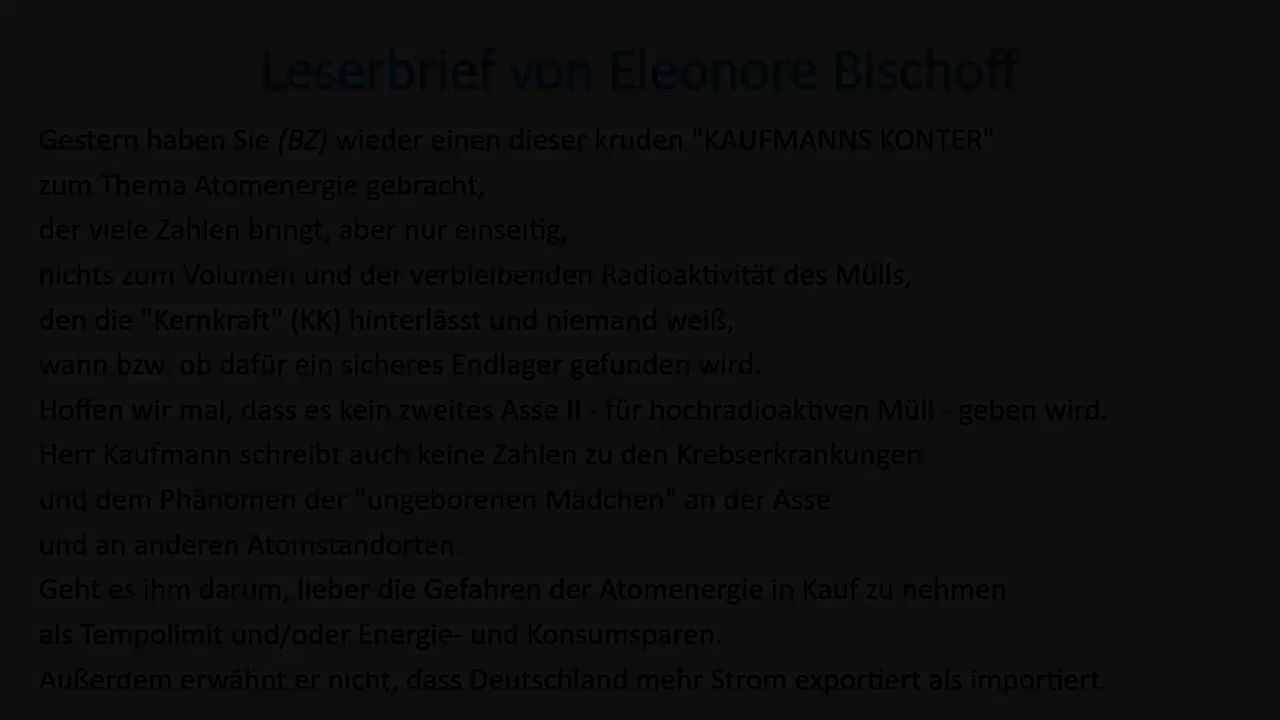 Leserbrief von Eleonore Bischoff
Gestern haben Sie (BZ) wieder einen dieser kruden "KAUFMANNS KONTER"
zum Thema Atomenergie gebracht,
der viele Zahlen bringt, aber nur einseitig,
nichts zum Volumen und der verbleibenden Radioaktivität des Mülls,
den die "Kernkraft" (KK) hinterlässt und niemand weiß,
wann bzw. ob dafür ein sicheres Endlager gefunden wird.
Hoffen wir mal, dass es kein zweites Asse II - für hochradioaktiven Müll - geben wird.
Herr Kaufmann schreibt auch keine Zahlen zu den Krebserkrankungen
und dem Phänomen der "ungeborenen Mädchen" an der Asse
und an anderen Atomstandorten.
Geht es ihm darum, lieber die Gefahren der Atomenergie in Kauf zu nehmen
als Tempolimit und/oder Energie- und Konsumsparen.
Außerdem erwähnt er nicht, dass Deutschland mehr Strom exportiert als importiert.